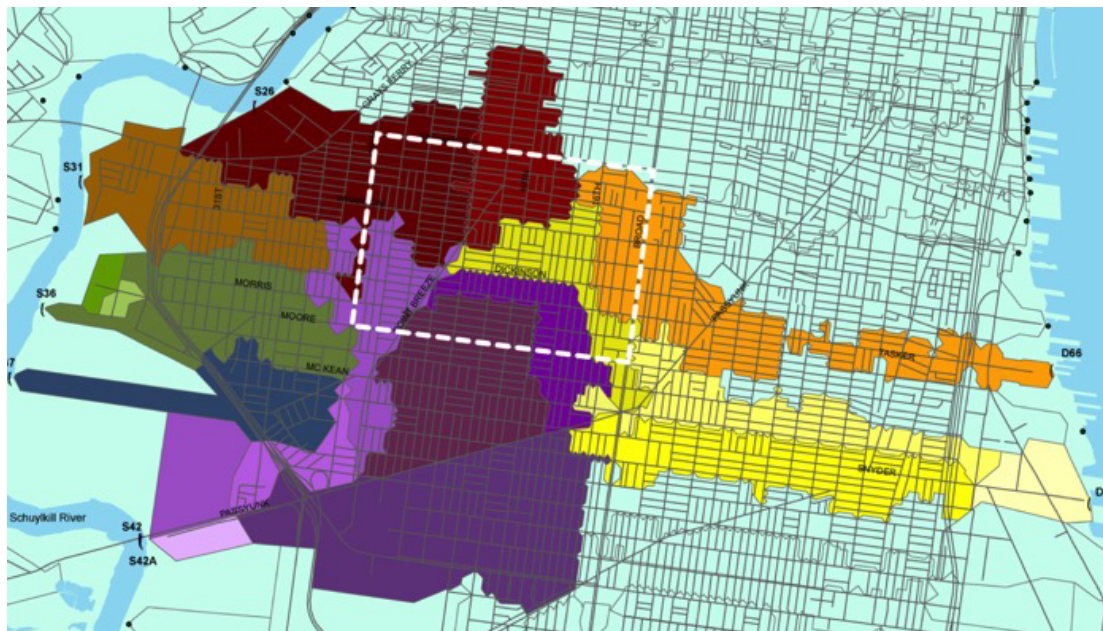 S26
GRAYS FERRY
S31
31ST
16TH
BROAD
DICKINSON
POINT BREEZE
MORRIS
S36
MOORE
PASSYUNK
TASKER
D66
MC KEAN
SNYDER
PASSYUNK
Schuylkill River
S42
S42A